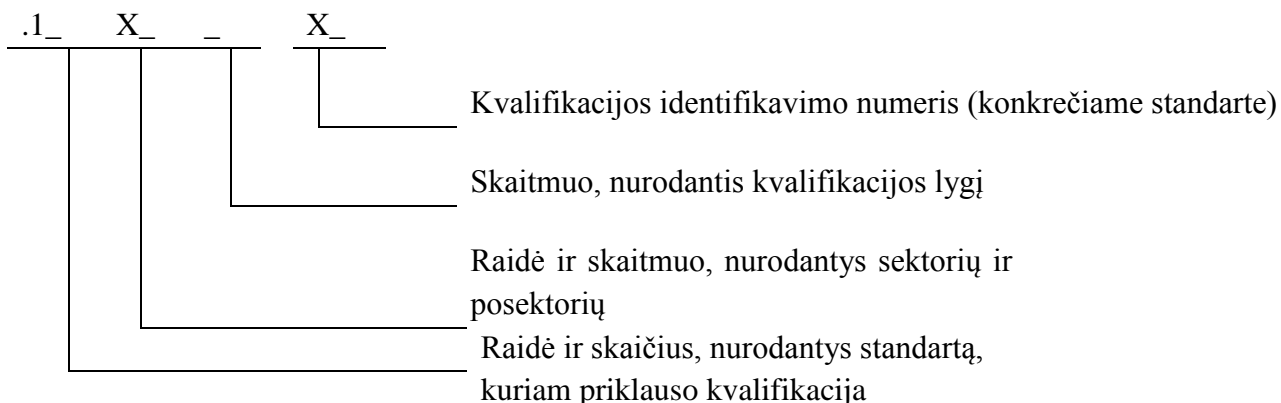 .1_ X_ _ X_
Kvalifikacijos identifikavimo numeris (konkrečiame standarte)
Skaitmuo, nurodantis kvalifikacijos lygį
Raidė ir skaitmuo, nurodantys sektorių ir
posektorių
Raidė ir skaičius, nurodantys standartą,
kuriam priklauso kvalifikacija